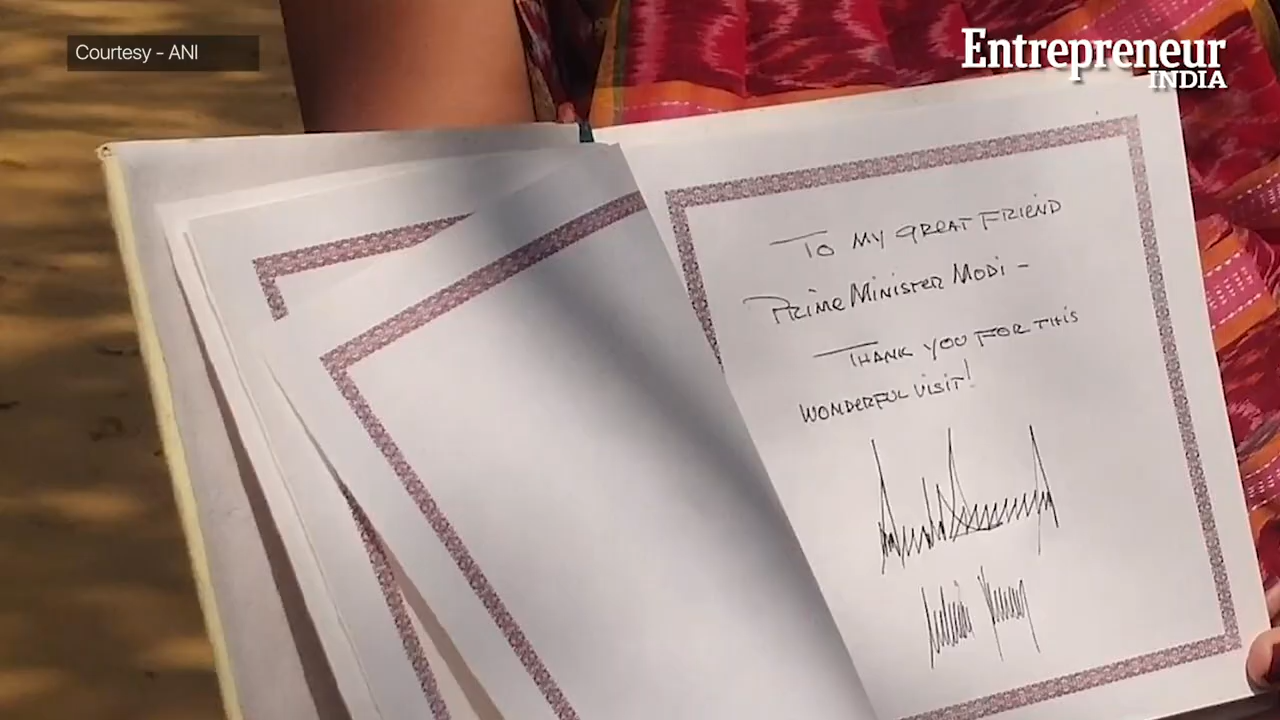 Courtesy - ANI
Entrepreneur
INDIA
TO MY GREAT FRIEND
PRIME MINISTER MODI -
THANK YOU FOR THIS
WONDERFUL VISIT!